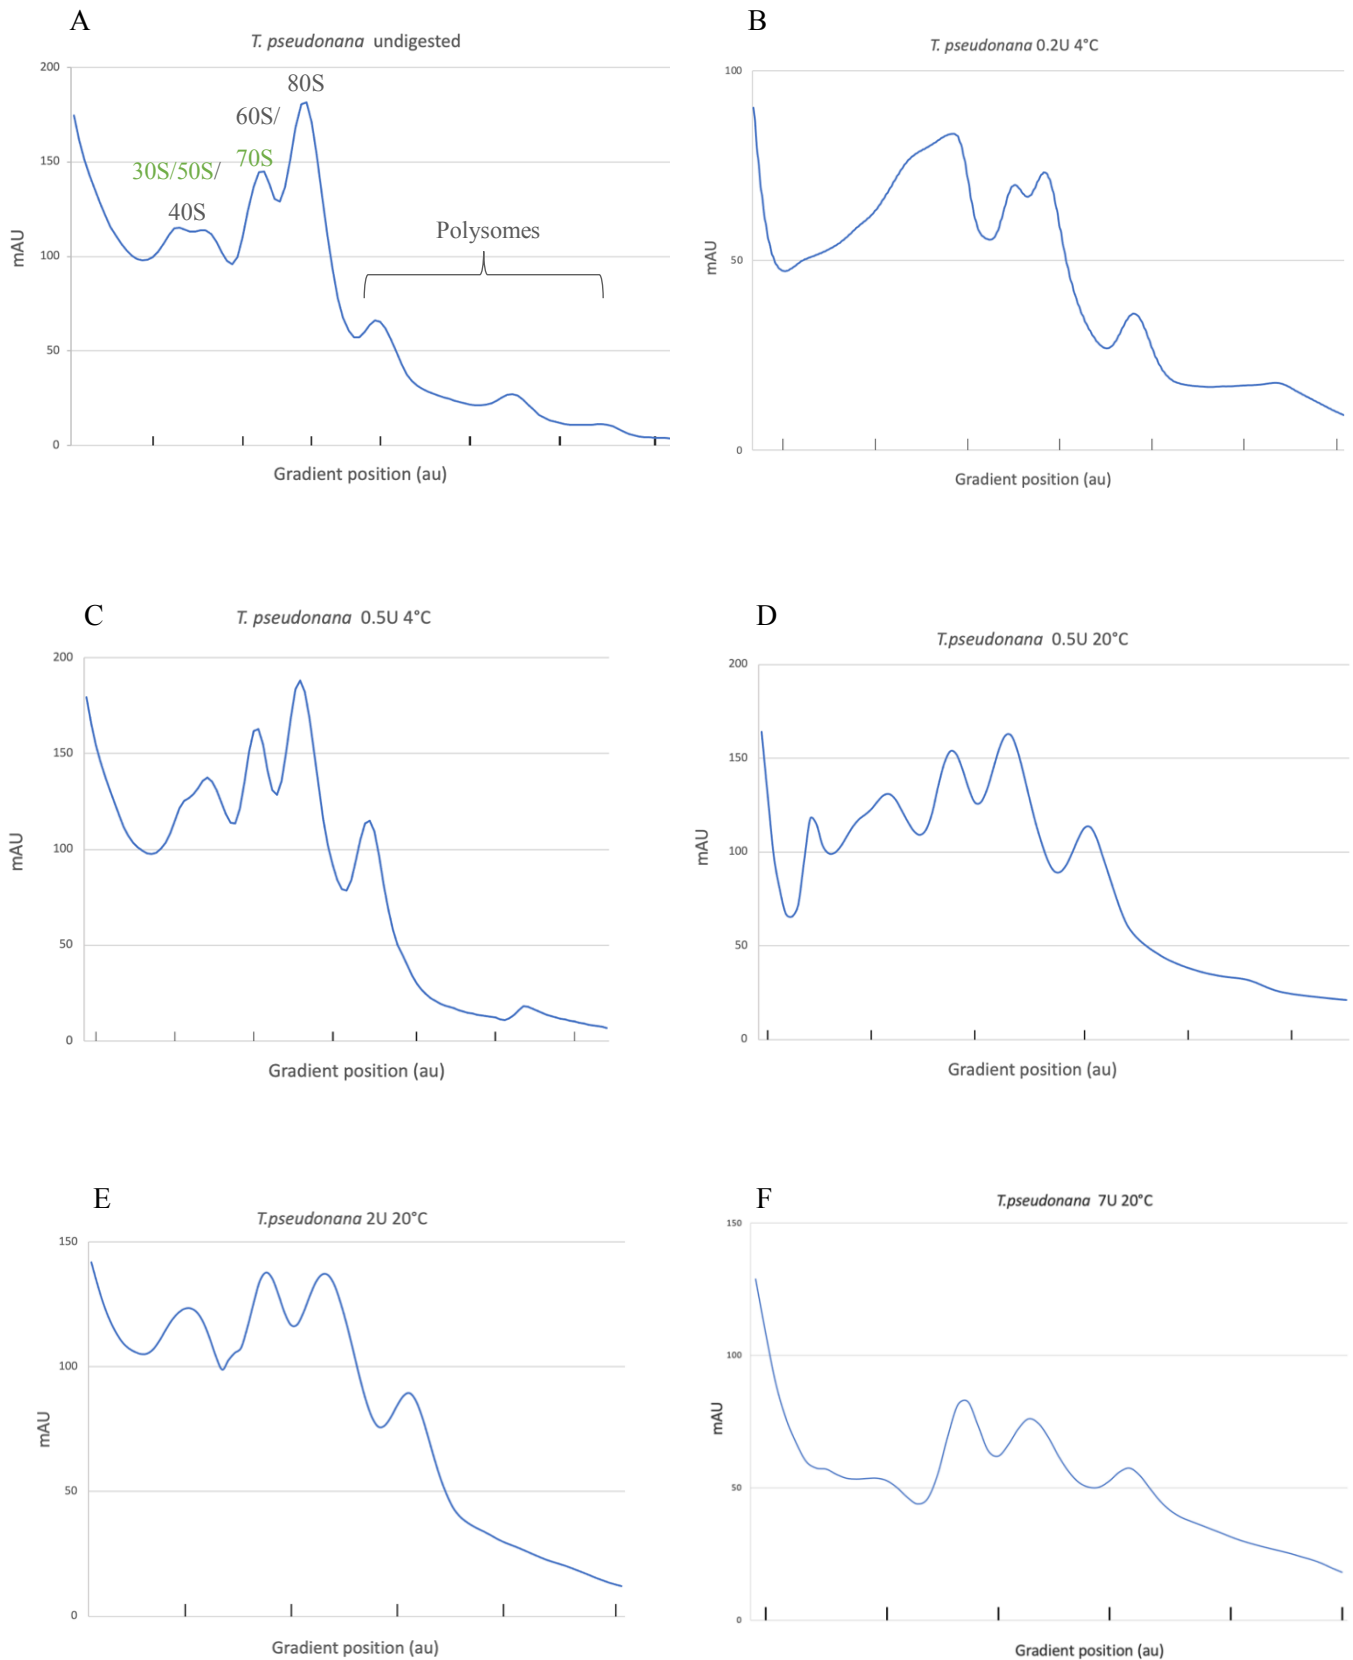 A
T. pseudonana undigested
200
150
100
50
0
mAU
80S
60S/
70S
30S/50S/
40S
Polysomes
Gradient position (au)
B
T. pseudonana 0.2U 4°C
100
50
0
mAU
Gradient position (au)
C
T. pseudonana 0.5U 4°C
200
150
100
50
0
mAU
Gradient position (au)
D
T.pseudonana 0.5U 20°C
200
150
100
50
0
mAU
Gradient position (au)
E
T.pseudonana 2U 20°C
150
100
50
0
mAU
Gradient position (au)
F
T.pseudonana 7U 20°C
150
100
50
0
mAU
Gradient position (au)